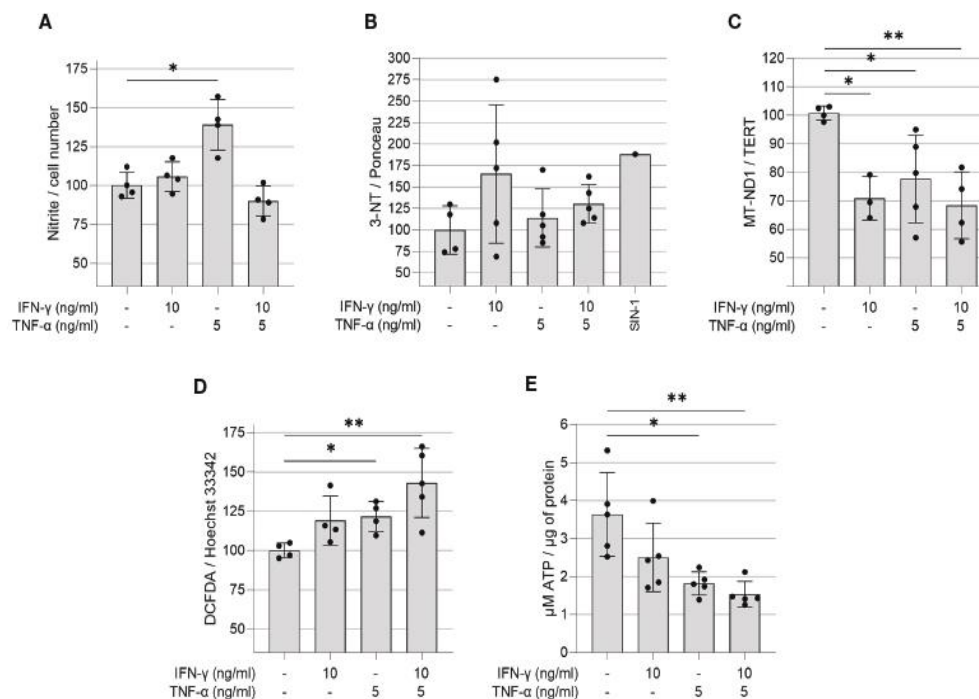 A
*
Nitrite / cell number
175
150
125
100
75
50
IFN-γ (ng/ml) - 10 - 10
TNF-α (ng/ml) - - 5 5
B
3-NT / Ponceau
300
275
250
225
200
175
150
125
100
75
50
IFN-γ (ng/ml) - 10 - 10
TNF-α (ng/ml) - - 5 5
SIN-1
C
**
*
*
MT-ND1 / TERT
120
110
100
90
80
70
60
50
IFN-γ (ng/ml) - 10 - 10
TNF-α (ng/ml) - - 5 5
D
**
*
DCFDA / Hoechst 33342
175
150
125
100
75
50
IFN-γ (ng/ml) - 10 - 10
TNF-α (ng/ml) - - 5 5
E
**
*
µM ATP / µg of protein
6
5
4
3
2
1
0
IFN-γ (ng/ml) - 10 - 10
TNF-α (ng/ml) - - 5 5